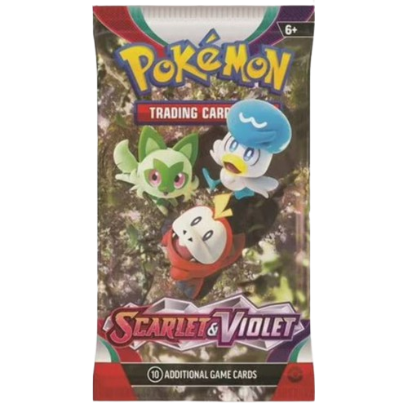 6+
POKéMON
TRADING CARD
SCARLET & VIOLET
10 ADDITIONAL GAME CARDS